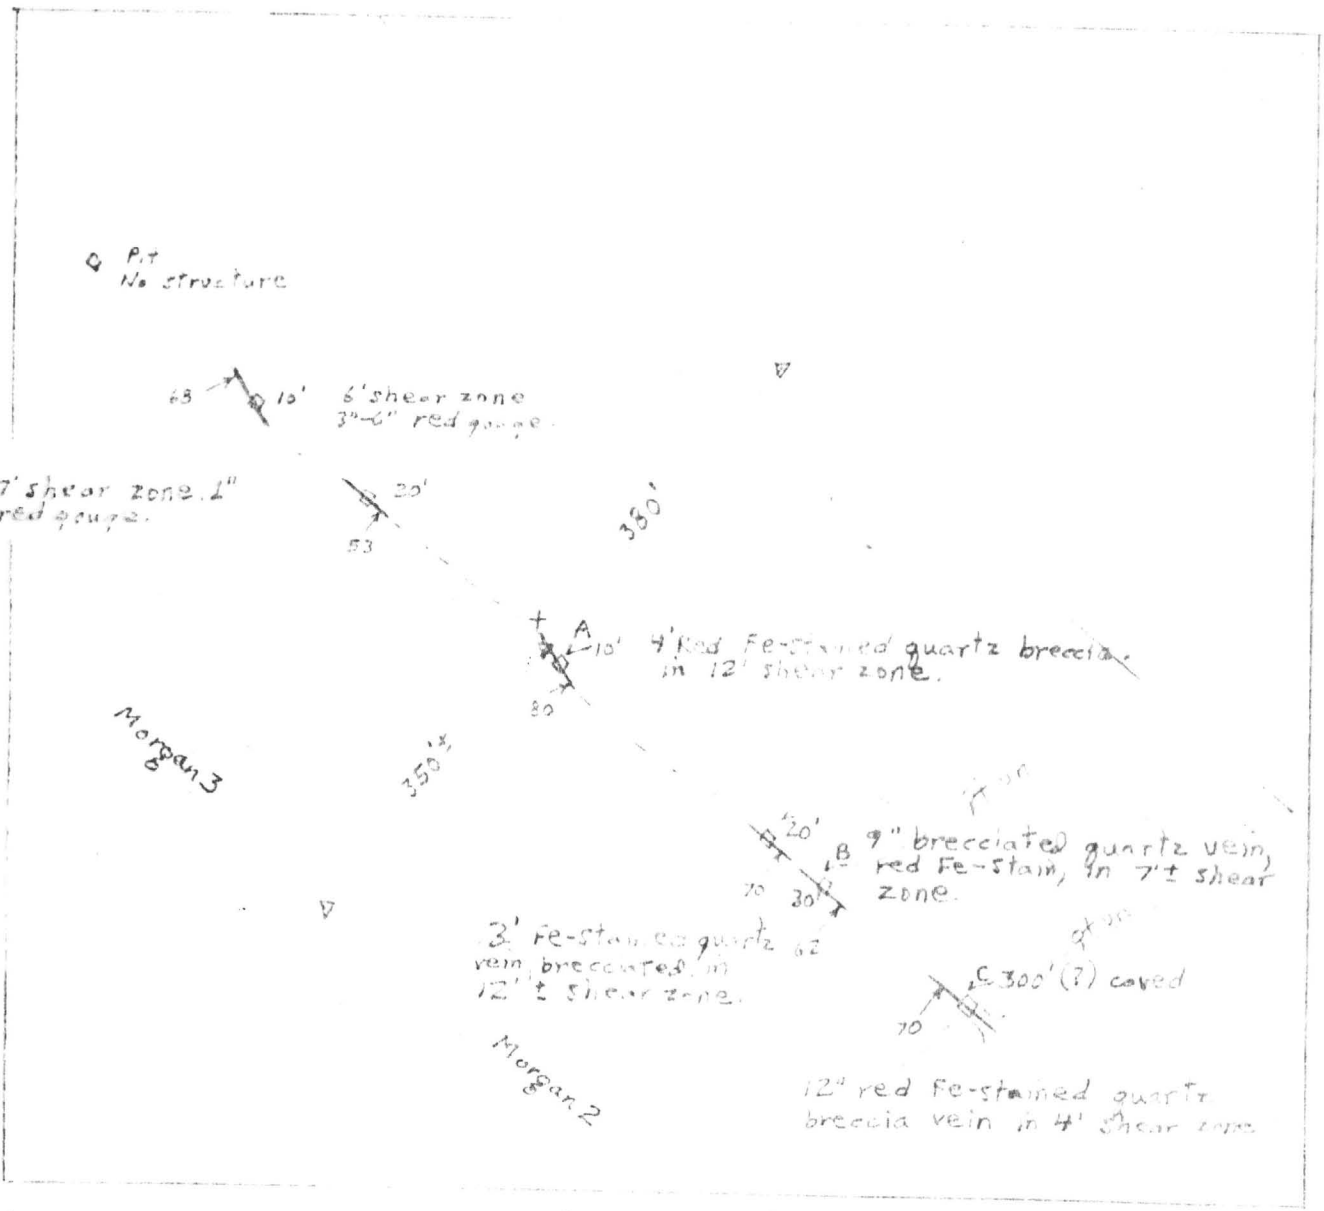 Pit
No structure
68
10'
6' shear zone
3"-6" red gouge.
7' shear zone. 1"
red gouge.
20'
53
380'
A
10'
4' Red Fe-stained quartz breccia.
in 12' shear zone.
80
Morgan 3
350'
20'
B
9" brecciated quartz vein,
red Fe-stain, in 7'± shear
zone.
70
30'
62
3' Fe-stained quartz
vein, brecciated, in
12'± shear zone.
C 300' (?) caved
70
Morgan 2
12" red Fe-stained quartz
breccia vein in 4' shear zone